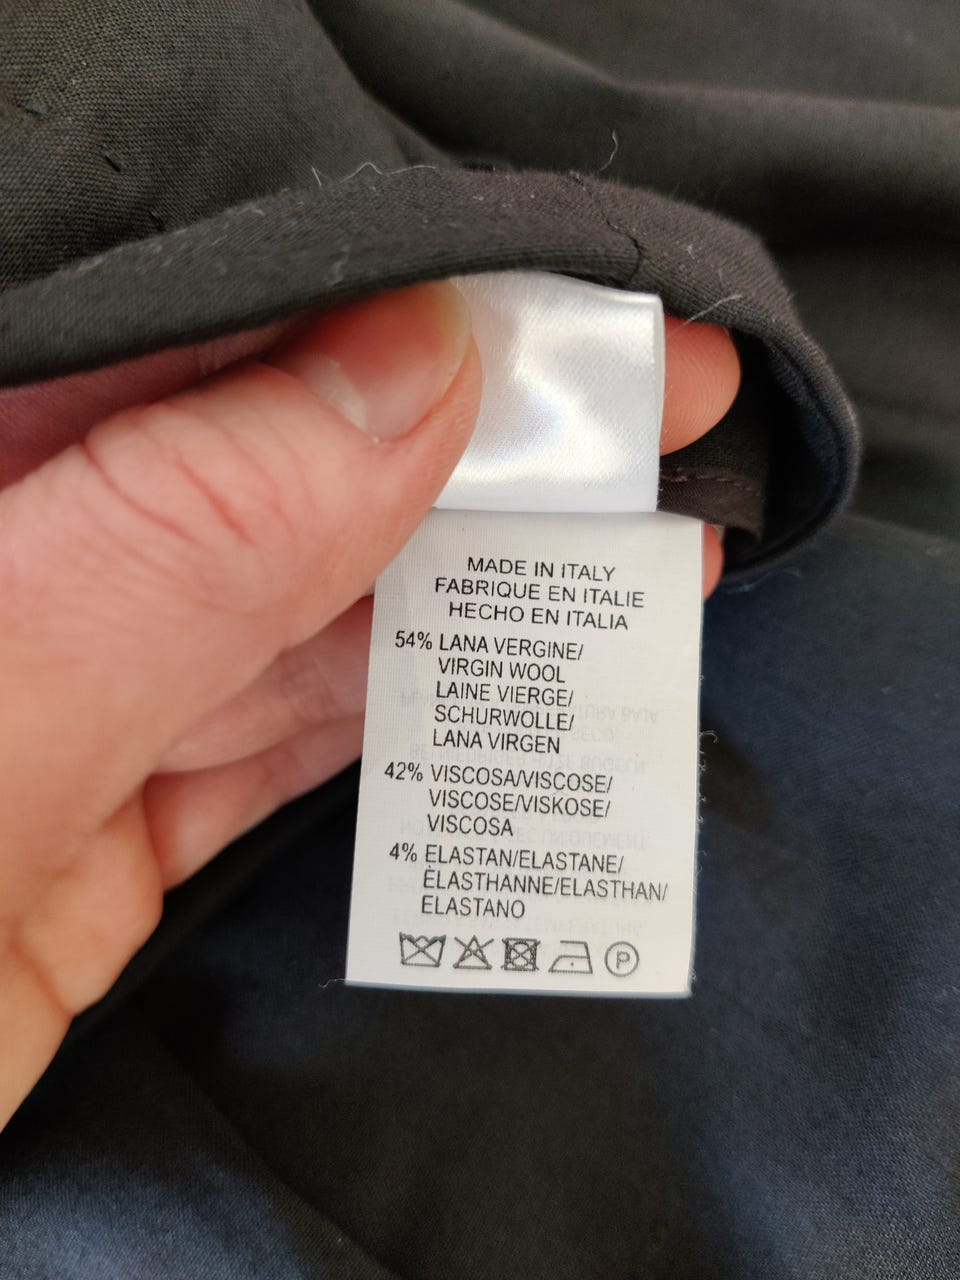 MADE IN ITALY
FABRIQUE EN ITALIE
HECHO EN ITALIA
54% LANA VERGINE/
VIRGIN WOOL
LAINE VIERGE/
SCHURWOLLE/
LANA VIRGEN
42% VISCOSA/VISCOSE/
VISCOSE/VISKOSE/
VISCOSA
4% ELASTAN/ELASTANE/
ÉLASTHANNE/ELASTHAN/
ELASTANO
P